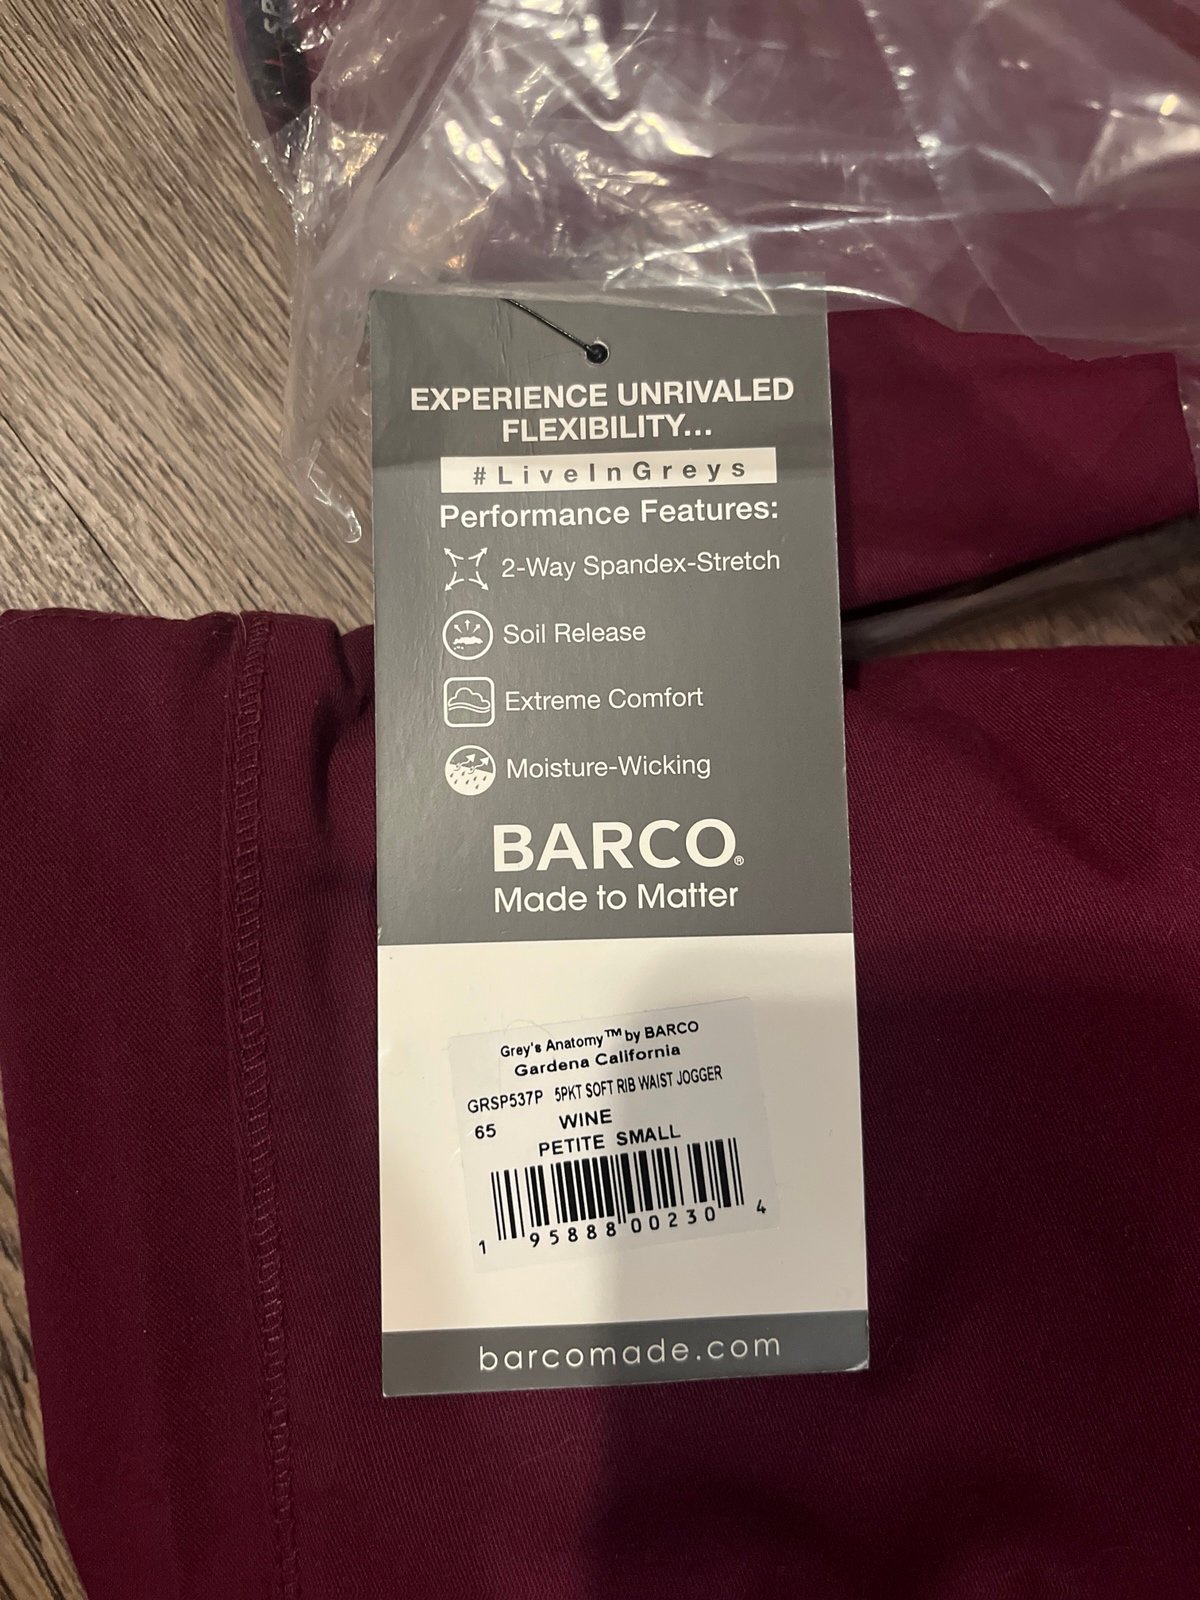 SP
EXPERIENCE UNRIVALED
FLEXIBILITY...
#LiveInGreys
Performance Features:
2-Way Spandex-Stretch
Soil Release
Extreme Comfort
Moisture-Wicking
BARCO®
Made to Matter
Grey's Anatomy™ by BARCO
Gardena California
GRSP537P 5PKT SOFT RIB WAIST JOGGER
65 WINE
PETITE SMALL
1 95888 00230 4
barcomade.com